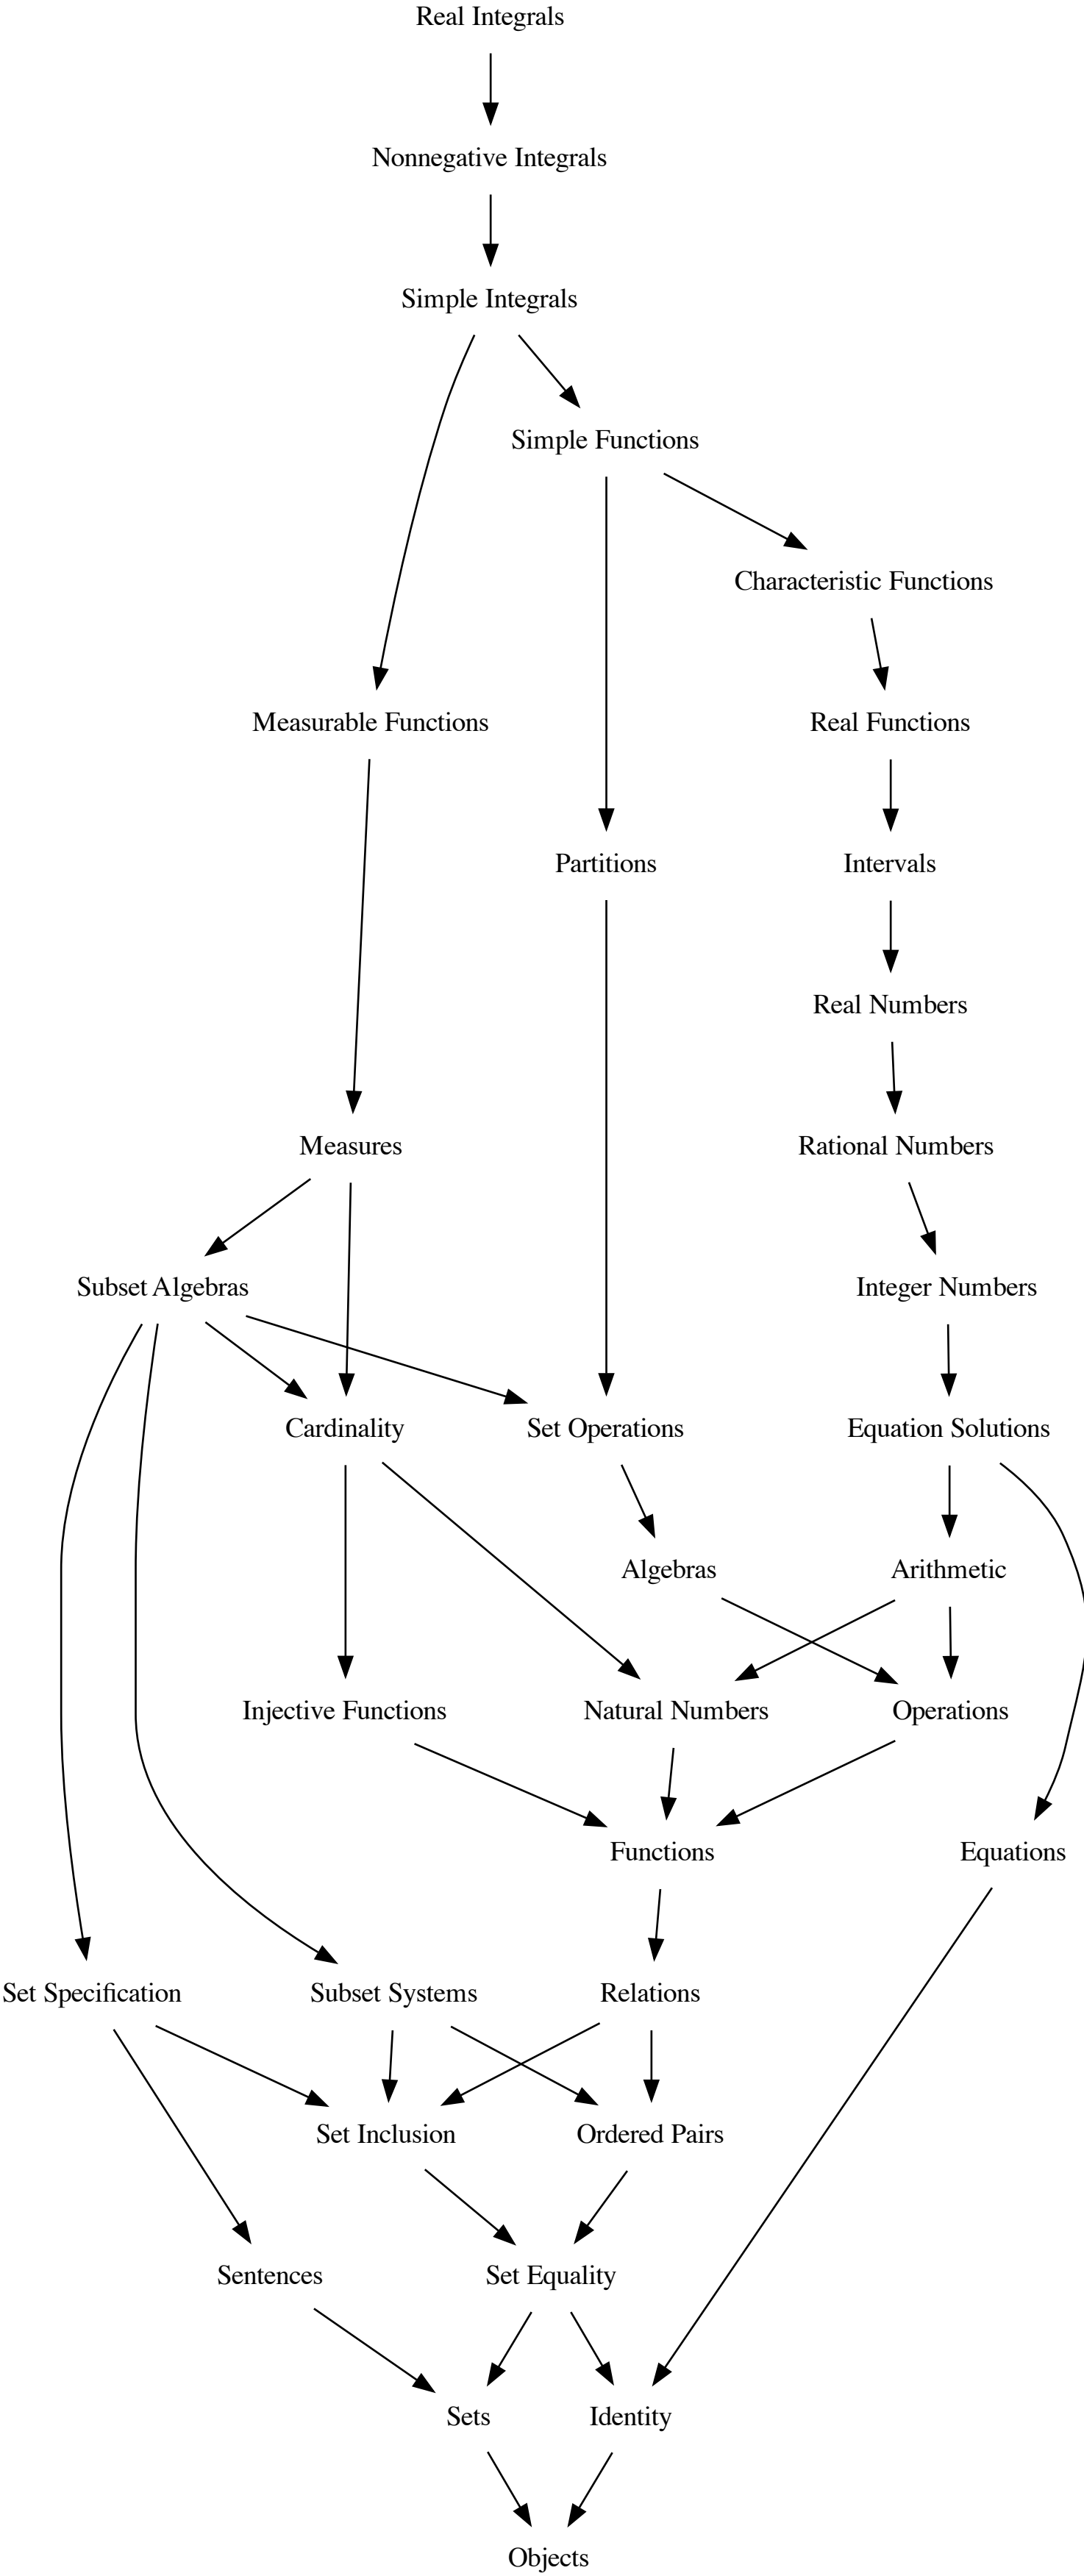 Real Integrals
Nonnegative Integrals
Simple Integrals
Simple Functions
Characteristic Functions
Measurable Functions
Real Functions
Partitions
Intervals
Real Numbers
Measures
Rational Numbers
Subset Algebras
Integer Numbers
Cardinality
Set Operations
Equation Solutions
Algebras
Arithmetic
Injective Functions
Natural Numbers
Operations
Functions
Equations
Set Specification
Subset Systems
Relations
Set Inclusion
Ordered Pairs
Sentences
Set Equality
Sets
Identity
Objects